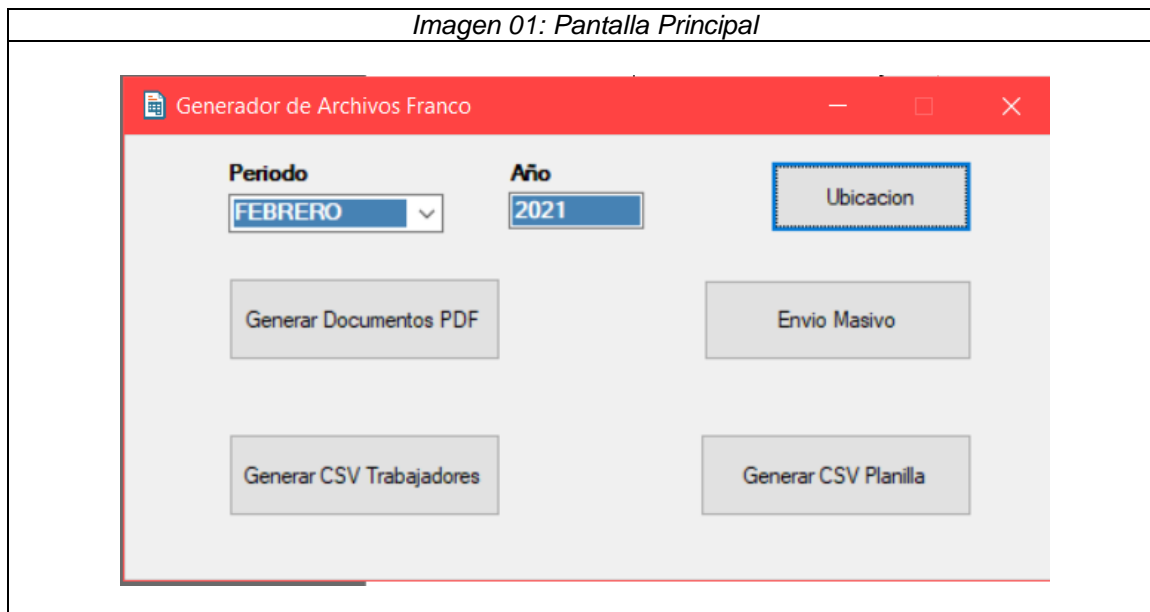 Imagen 01: Pantalla Principal
Generador de Archivos Franco
Periodo Año
FEBRERO 2021 Ubicacion
Generar Documentos PDF Envio Masivo
Generar CSV Trabajadores Generar CSV Planilla